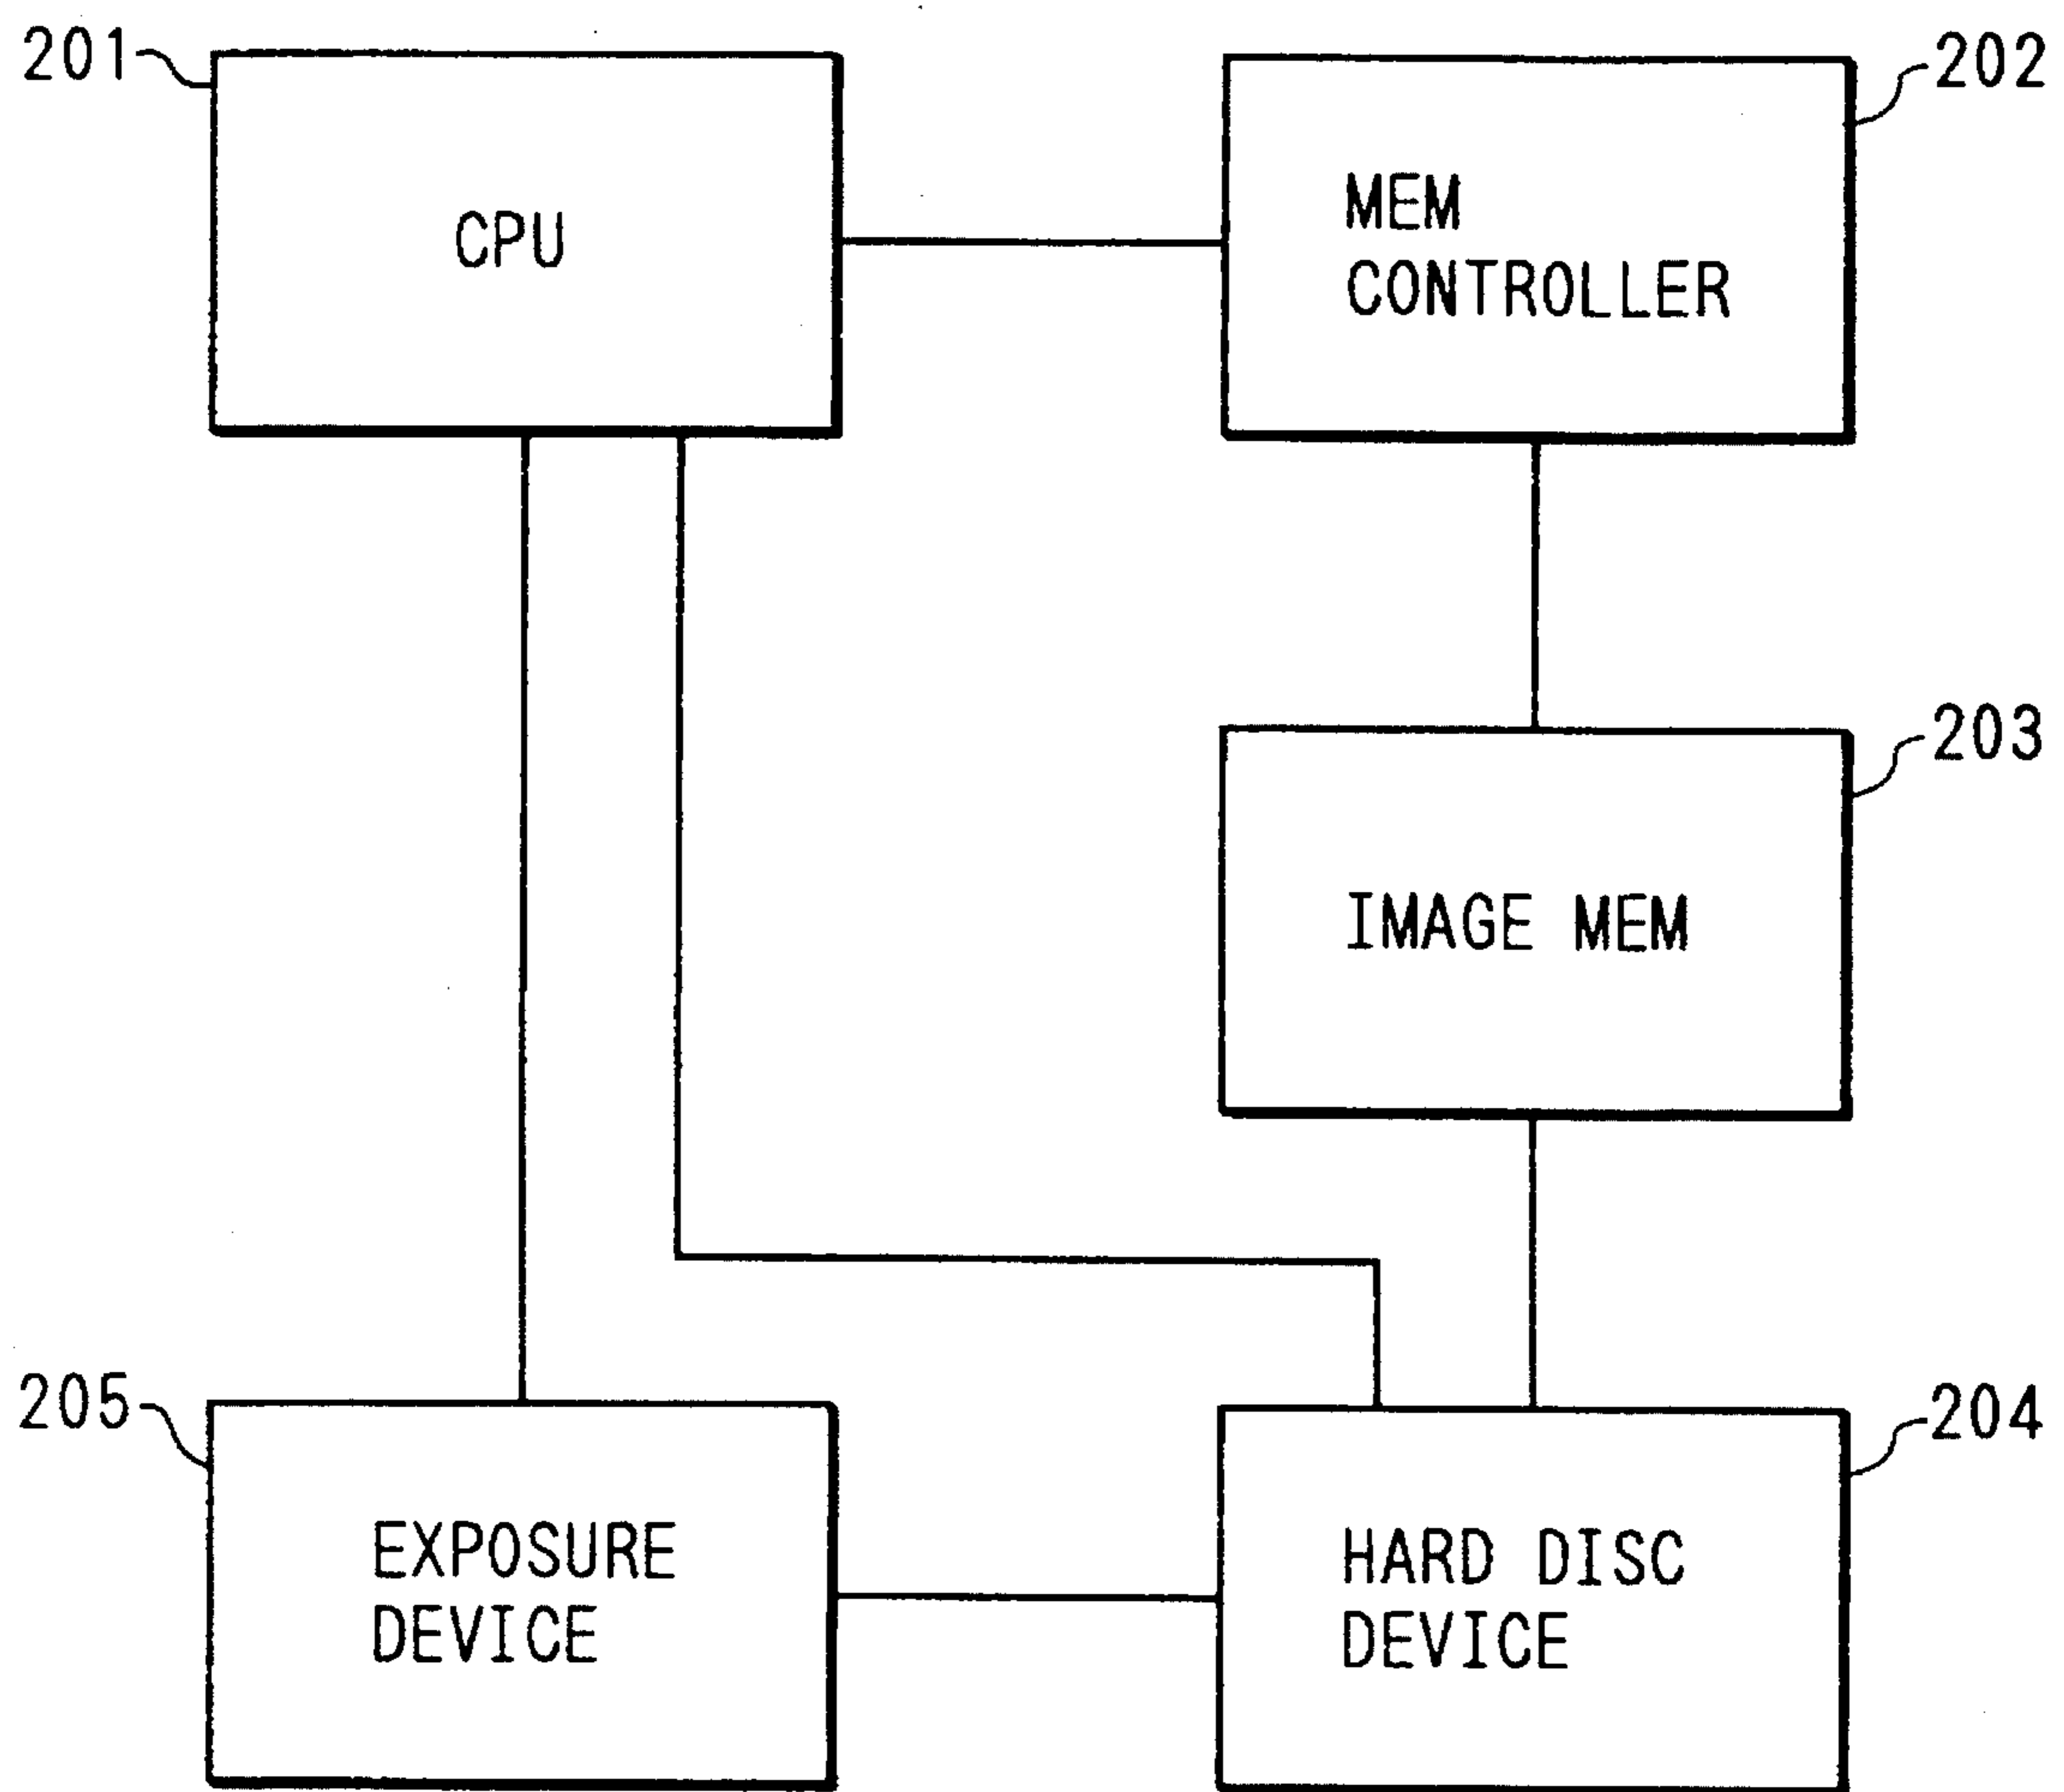 201
CPU
202
MEM
CONTROLLER
203
IMAGE MEM
205
EXPOSURE
DEVICE
204
HARD DISC
DEVICE